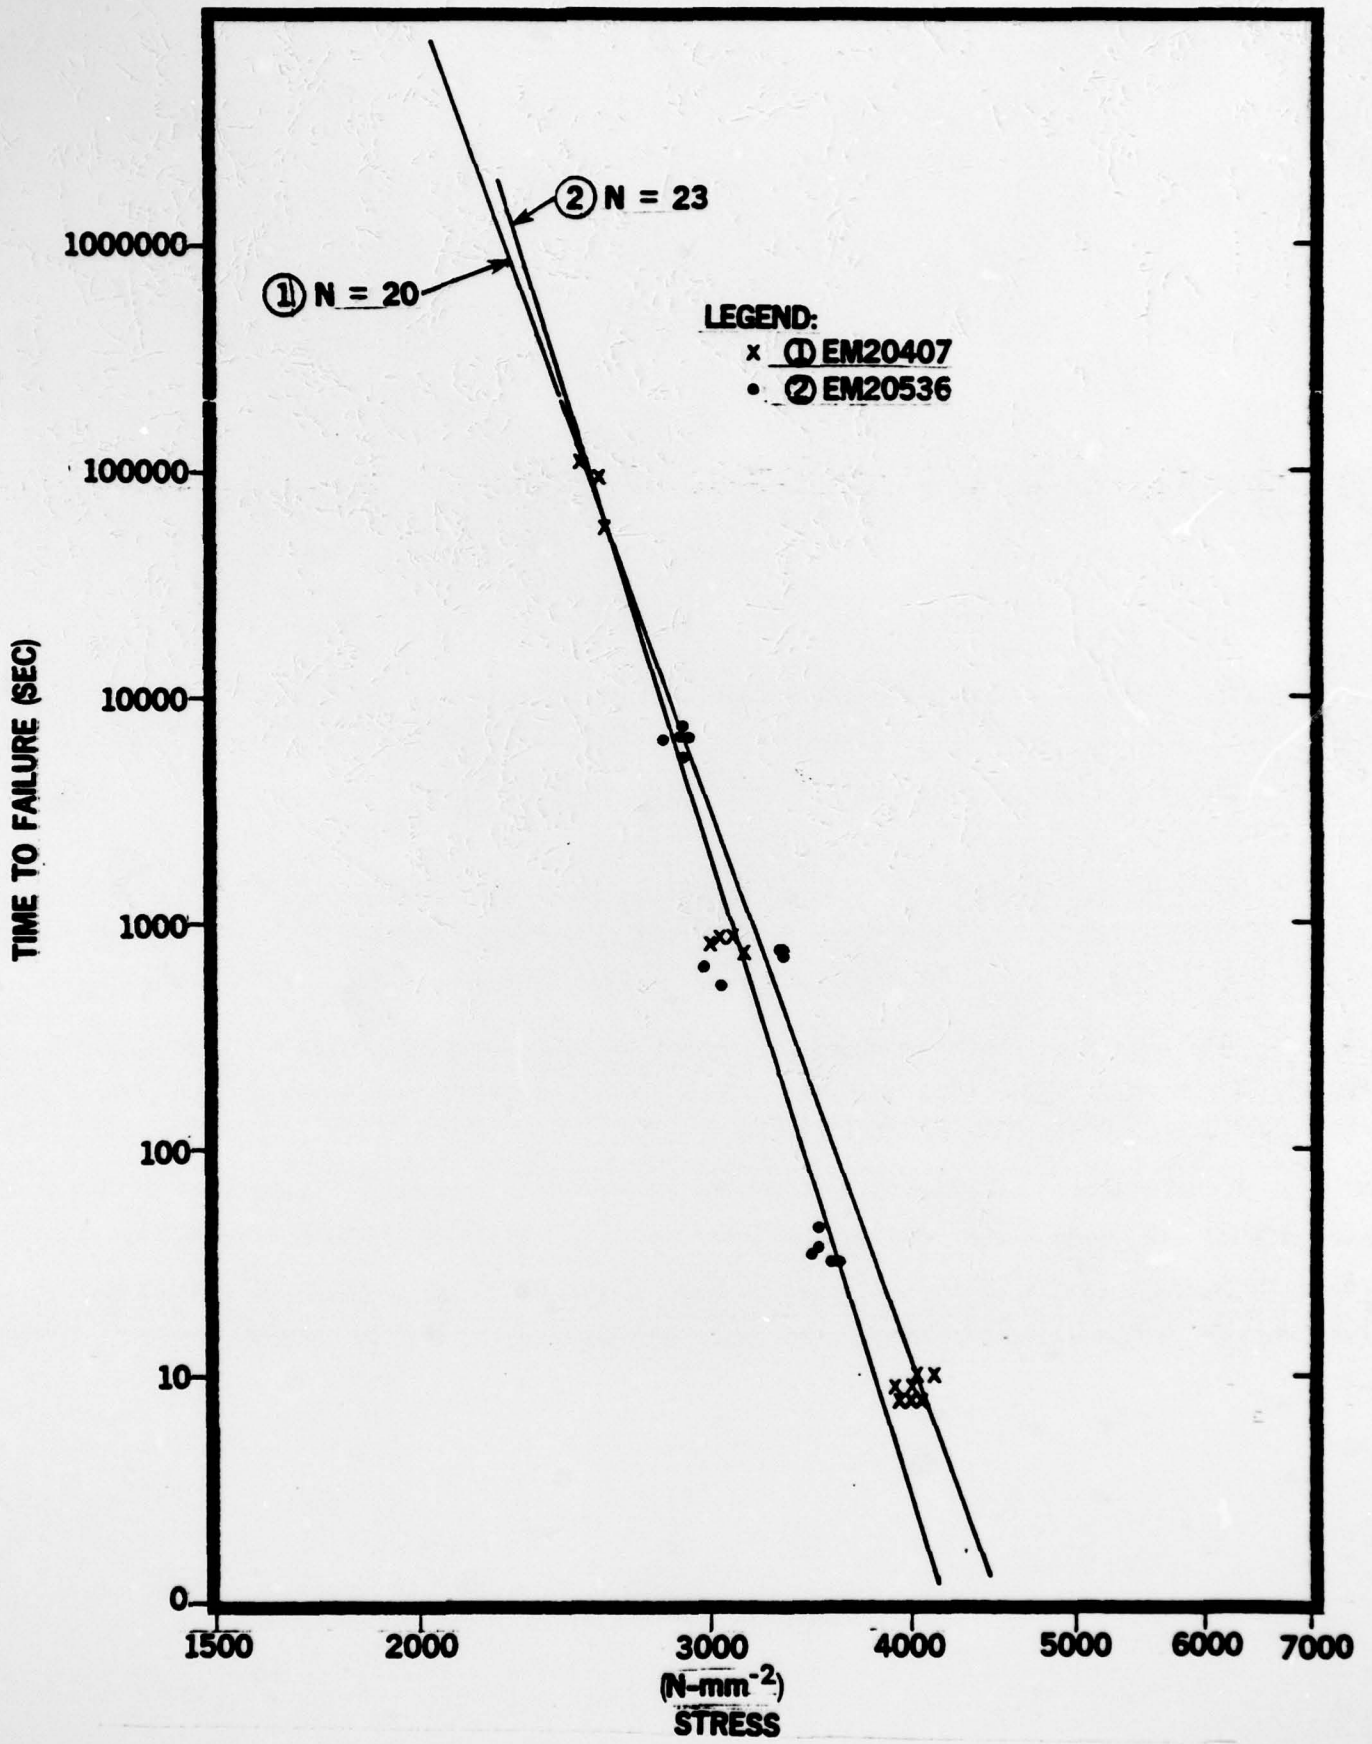 ② N = 23
1000000
① N = 20
LEGEND:
x ① EM20407
• ② EM20536
100000
10000
TIME TO FAILURE (SEC)
1000
100
10
0
1500 2000 3000 4000 5000 6000 7000
(N-mm⁻²)
STRESS